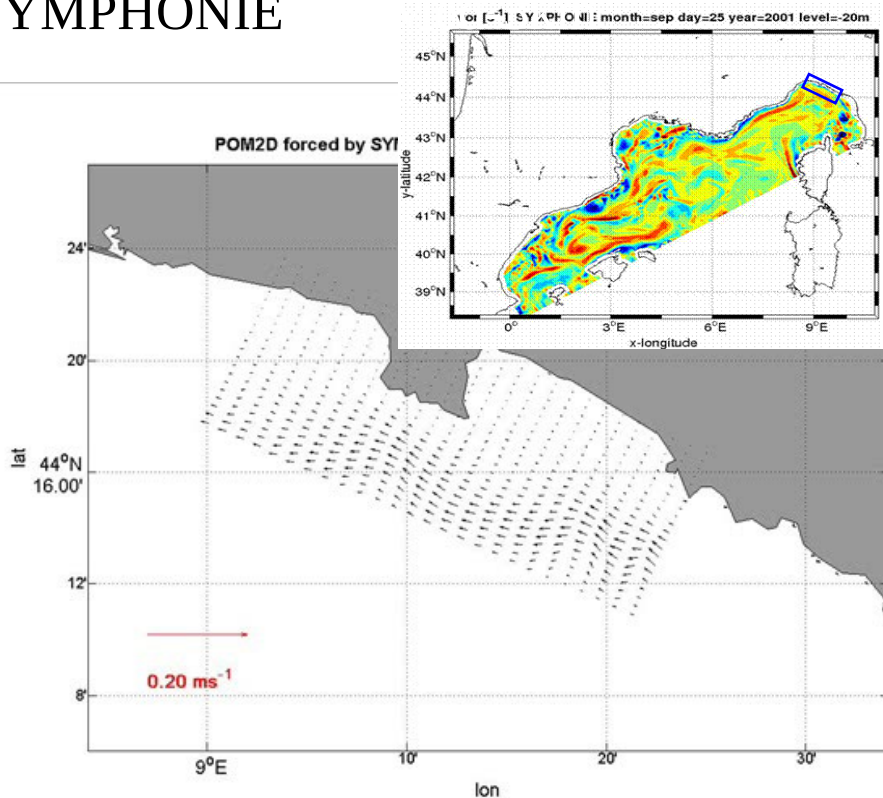 YMPHONIE
month=sep day=25 year=2001 level=-20m
45°N
44°N
43°N
42°N
41°N
40°N
39°N
y-latitude
0°
3°E
6°E
9°E
x-longitude
POM2D forced by SY
24'
20'
44°N
16.00'
12'
8'
lat
0.20 ms⁻¹
9°E
10'
20'
30'
lon